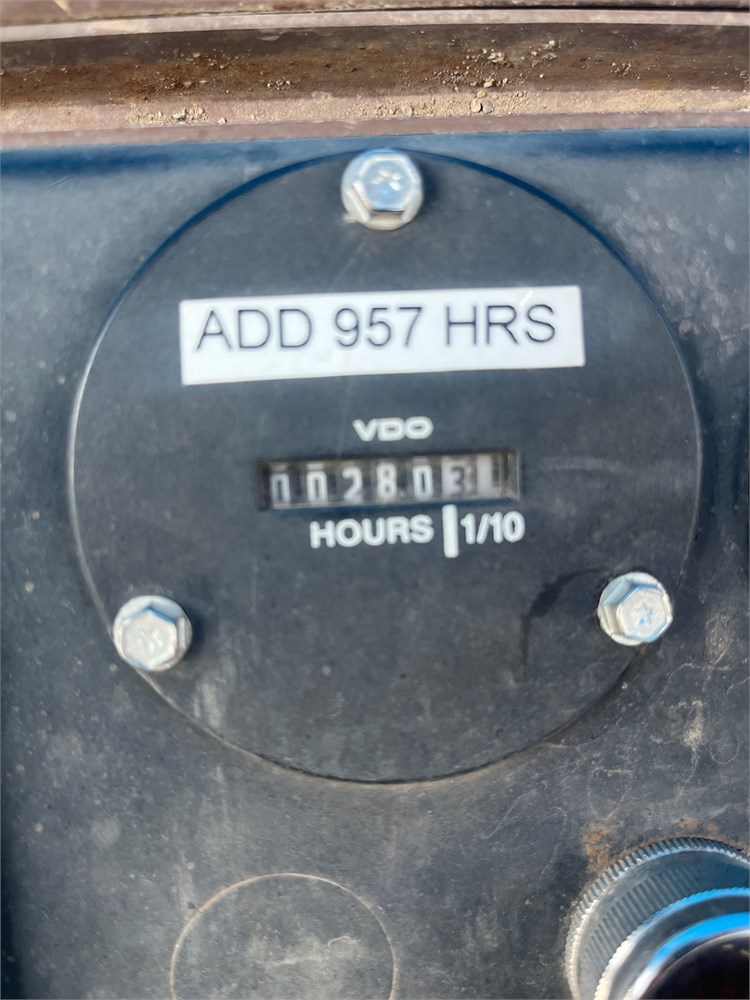 ADD 957 HRS
VDO
002803
HOURS 1/10